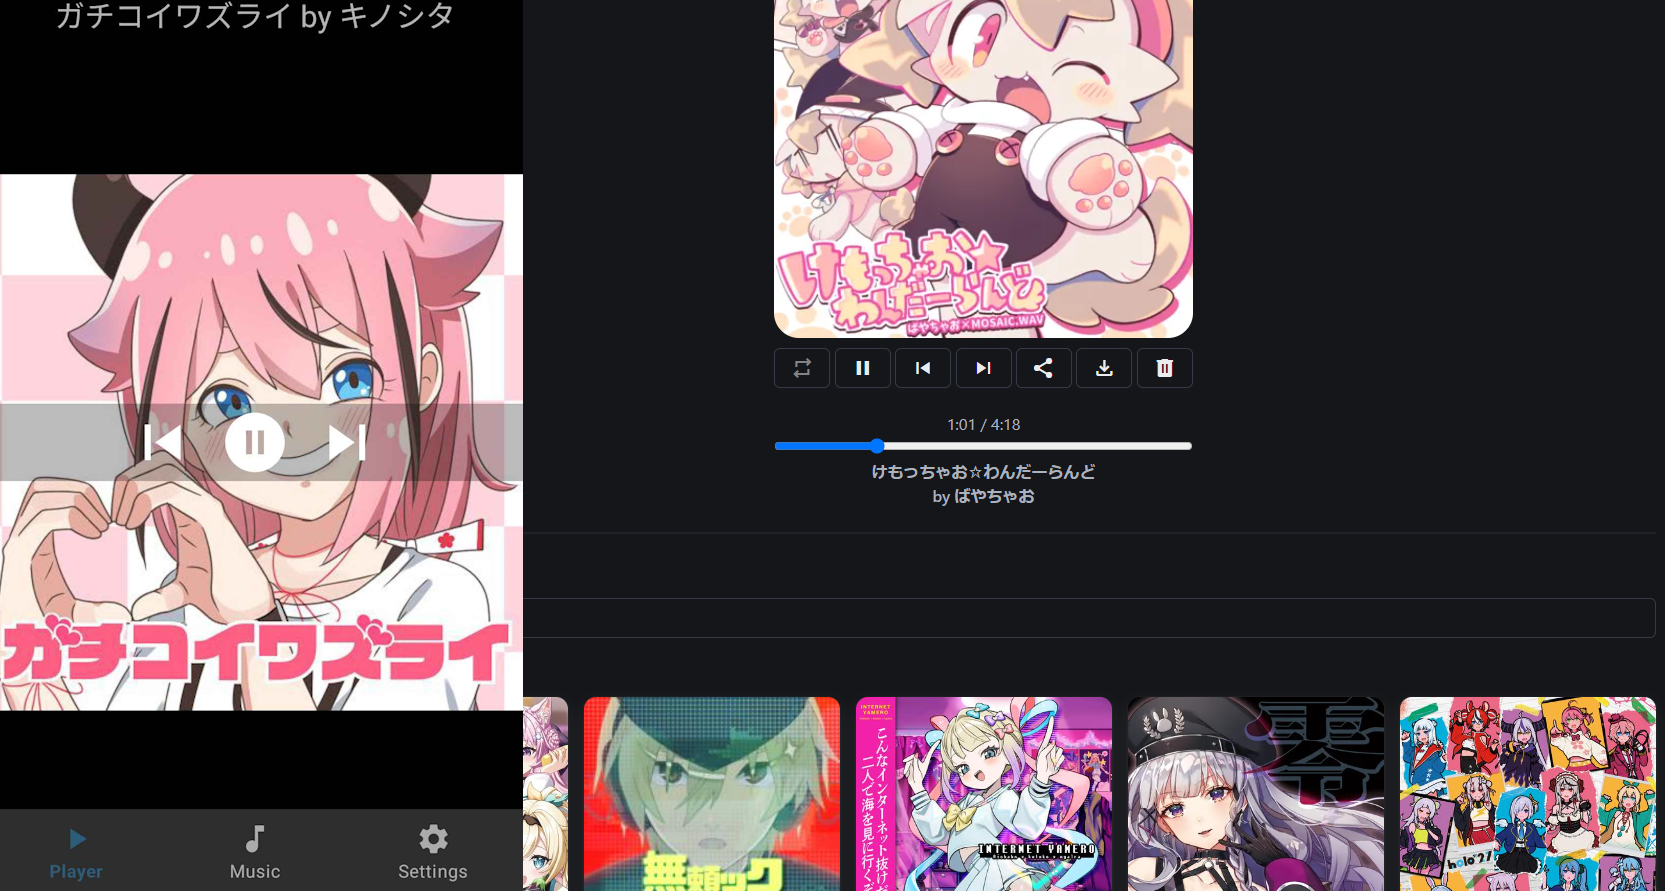 ガチコイワズライ by キノシタ
ガチコイワズライ
Player
Music
Settings
けもっちゃお☆
わんだーらんど
ばやちゃお×MOSAIC.WAV
1:01 / 4:18
けもっちゃお☆わんだーらんど
by ばやちゃお
無頼ック
INTERNET
YAMERO
こんなインターネット抜けだ
二人で海を見に行くぞ
INTERNET YAMERO
零
holo*27